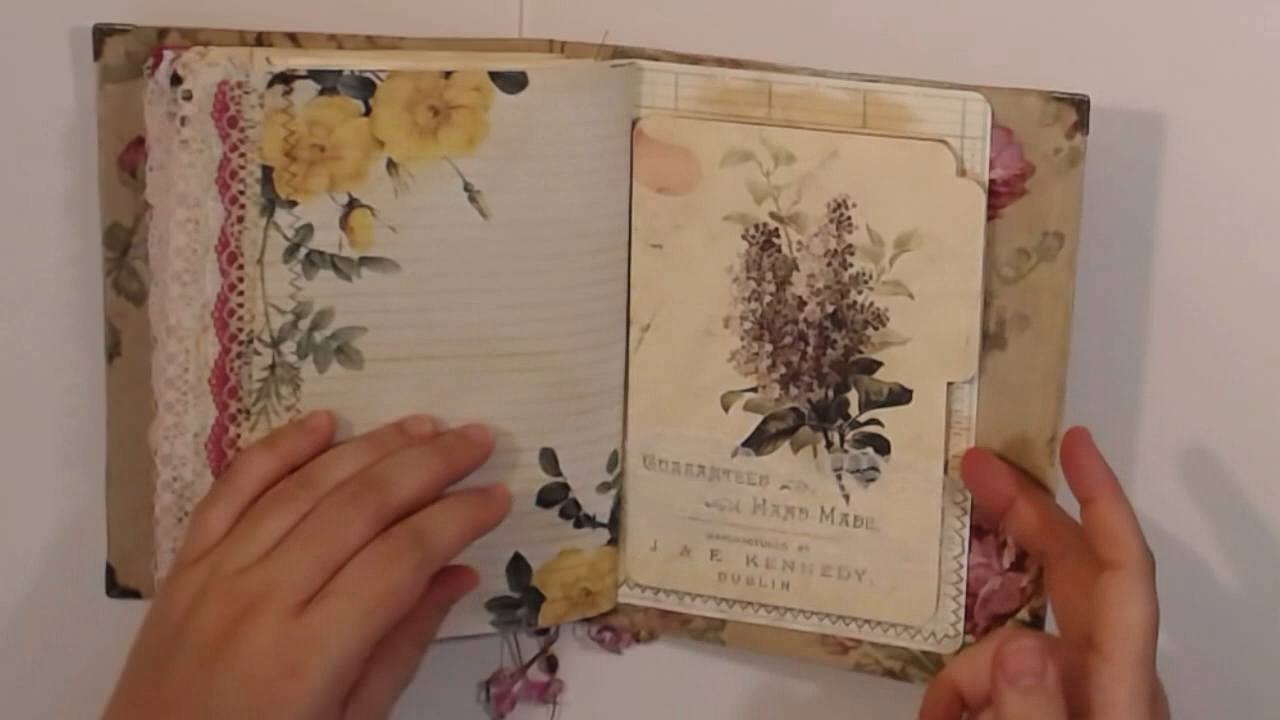 GUARANTEED
HAND-MADE
MANUFACTURED BY
J & E KENNEDY,
DUBLIN